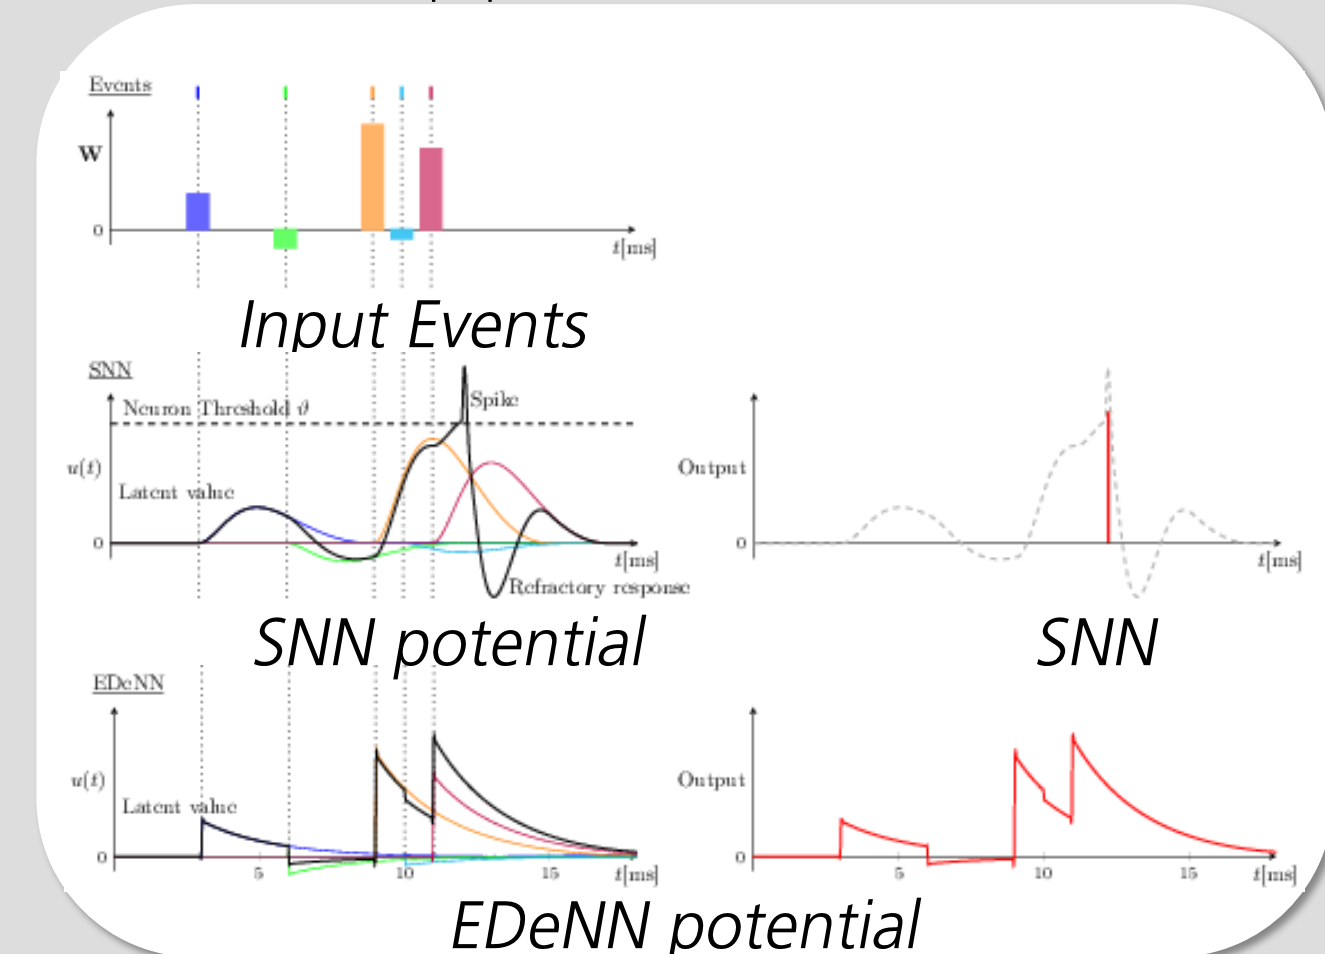 Events
W
0
t[ms]
Input Events
SNN
Neuron Threshold ϑ
Spike
u(t)
Latent value
0
t[ms]
Refractory response
Output
0
t[ms]
SNN potential
SNN
EDeNN
u(t)
Latent value
0
5
10
15
t[ms]
Output
0
5
10
15
t[ms]
EDeNN potential